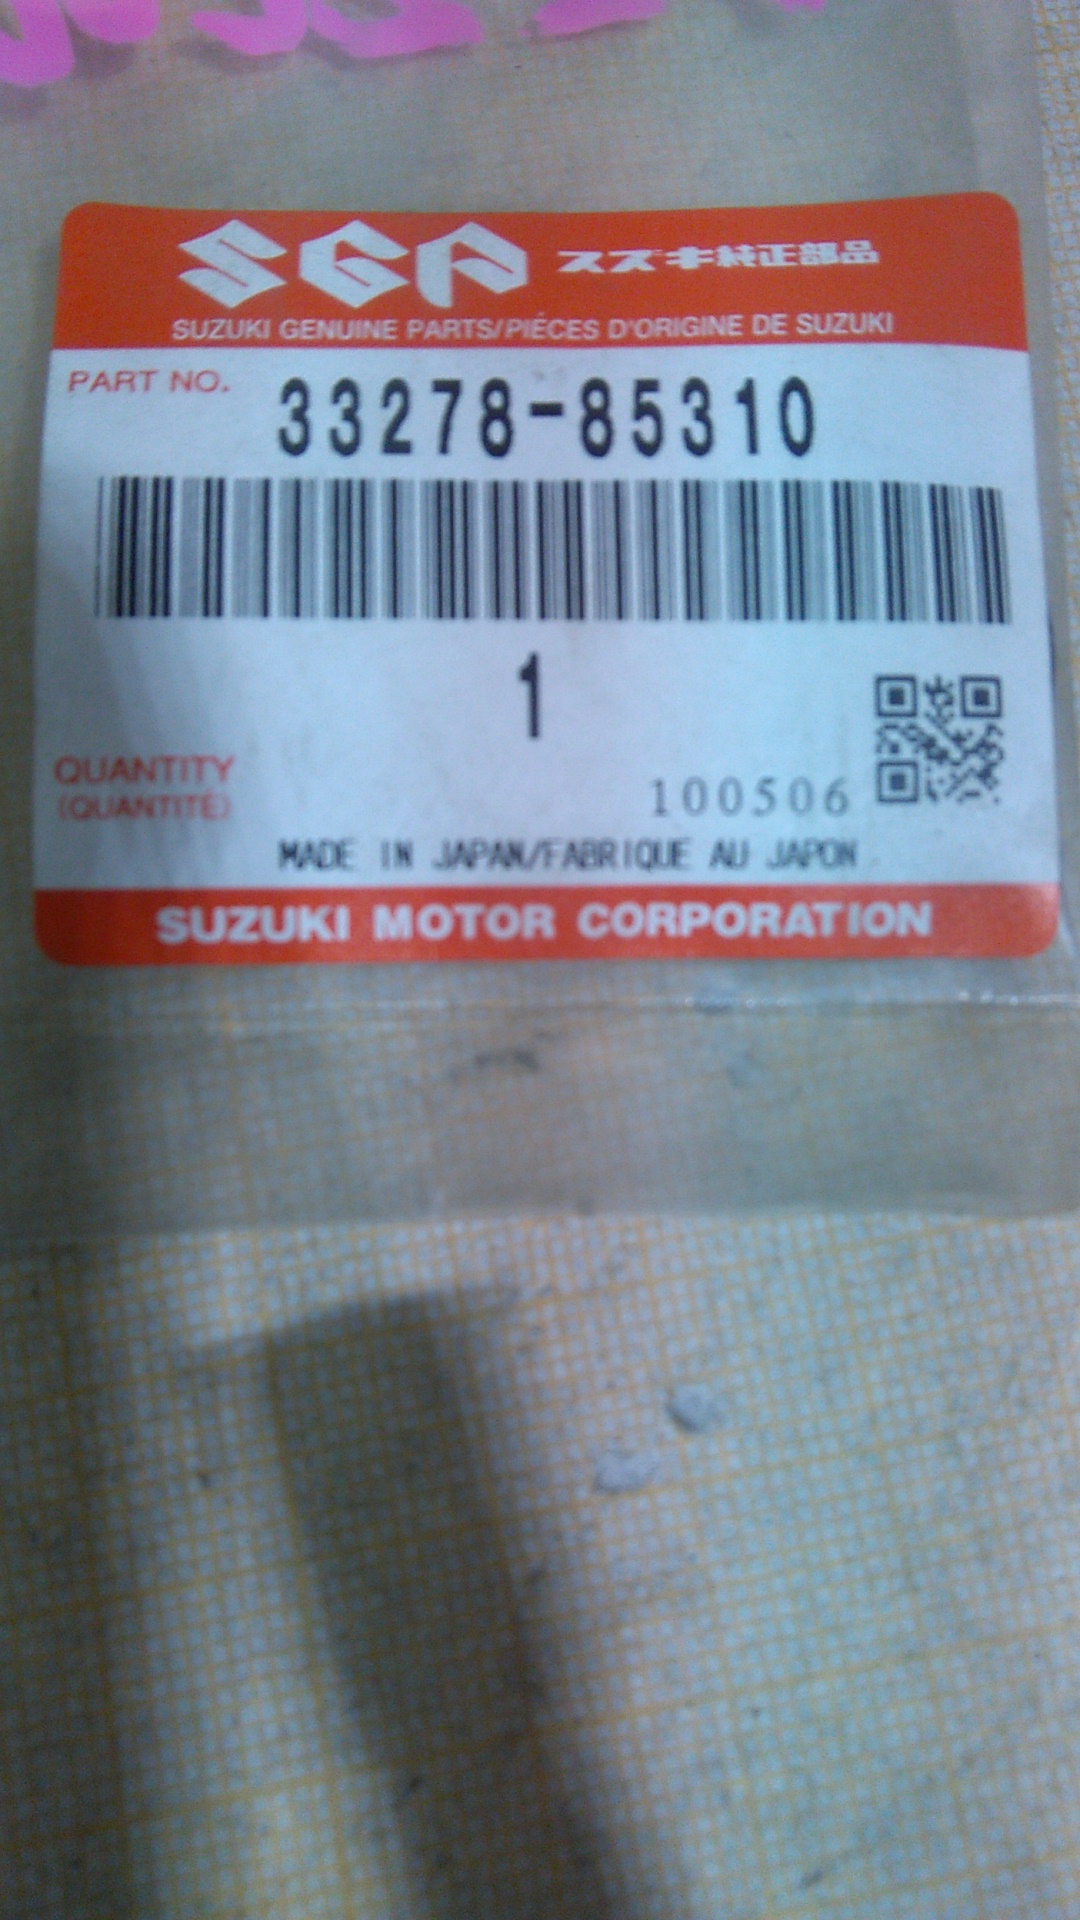 SGP スズキ純正部品
SUZUKI GENUINE PARTS/PIÉCES D'ORIGINE DE SUZUKI
PART NO. 33278-85310
1
QUANTITY
(QUANTITÉ)
100506
MADE IN JAPAN/FABRIQUE AU JAPON
SUZUKI MOTOR CORPORATION